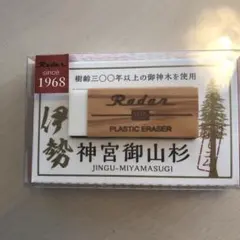 Radar
since
1968
樹齢三〇〇年以上の御神木を使用
Radar
PLASTIC ERASER
伊勢
神宮御山杉
JINGU-MIYAMASUGI